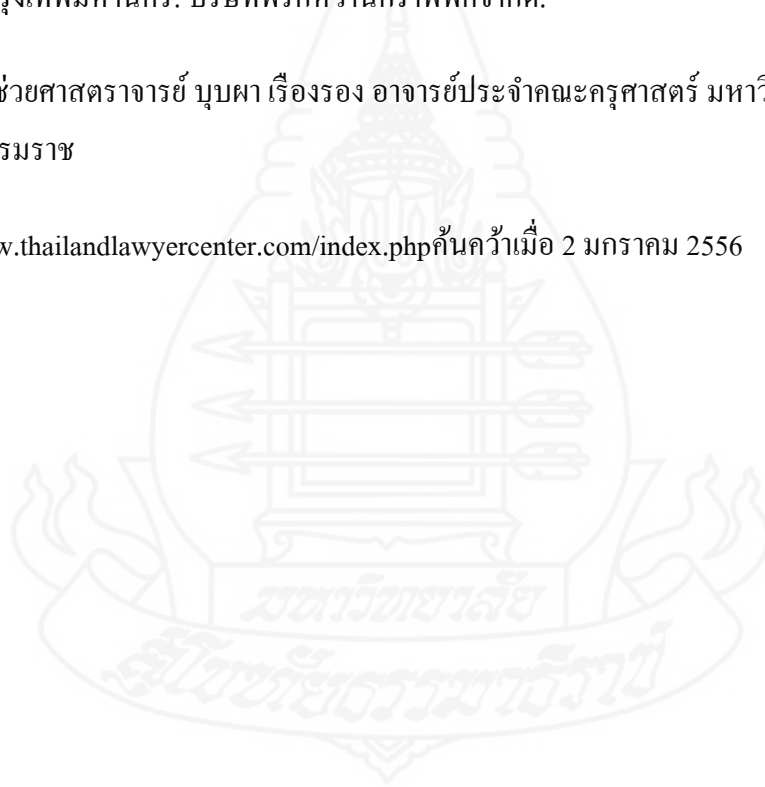 ช่วยศาสตราจารย์ บุบผา เรืองรอง อาจารย์ประจำคณะครุศาสตร์
รรมราช
w.thailandlawyercenter.com/index.phpค้นคว้าเมื่อ 2 มกราคม 2556
มหาวิทยาลัย
สุโขทัยธรรมาธิราช